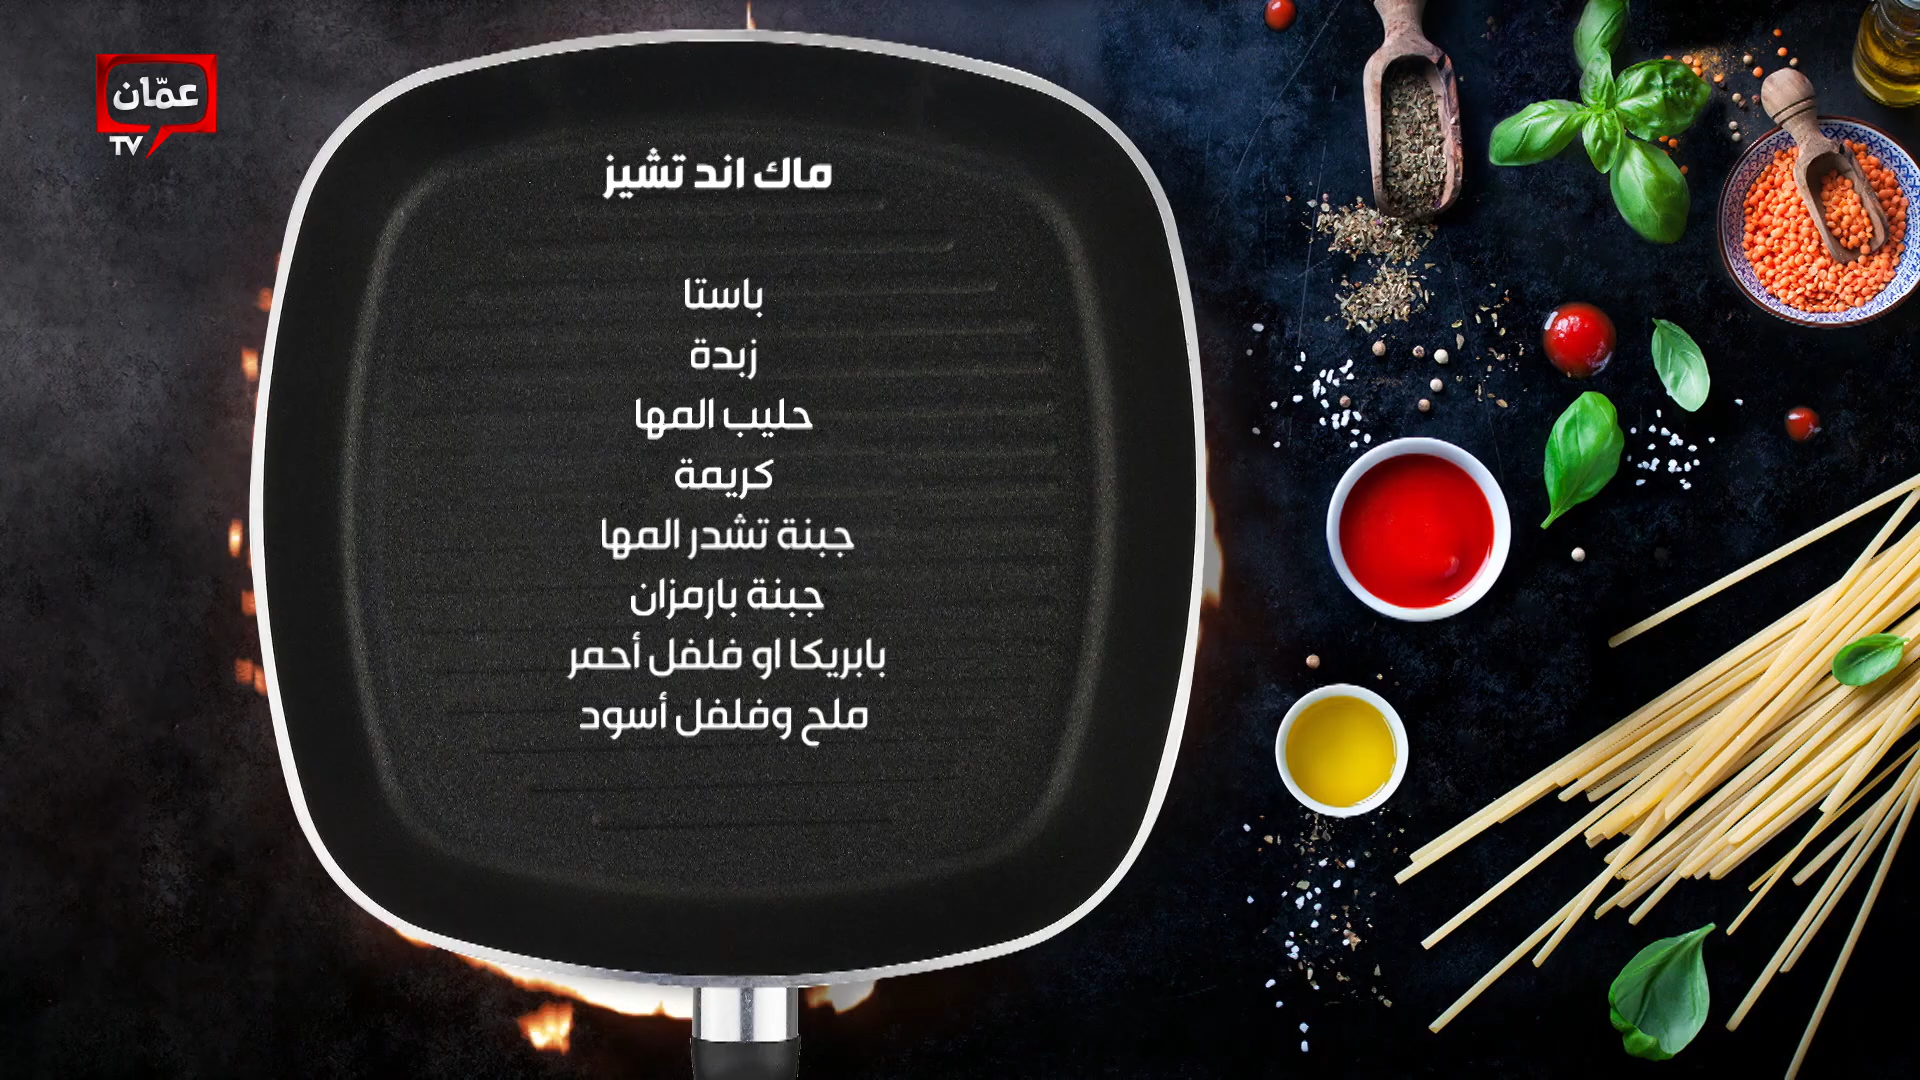 عمّان
TV
ماك اند تشيز
باستا
زبدة
حليب المها
كريمة
جبنة تشدر المها
جبنة بارمزان
بابريكا او فلفل أحمر
ملح وفلفل أسود